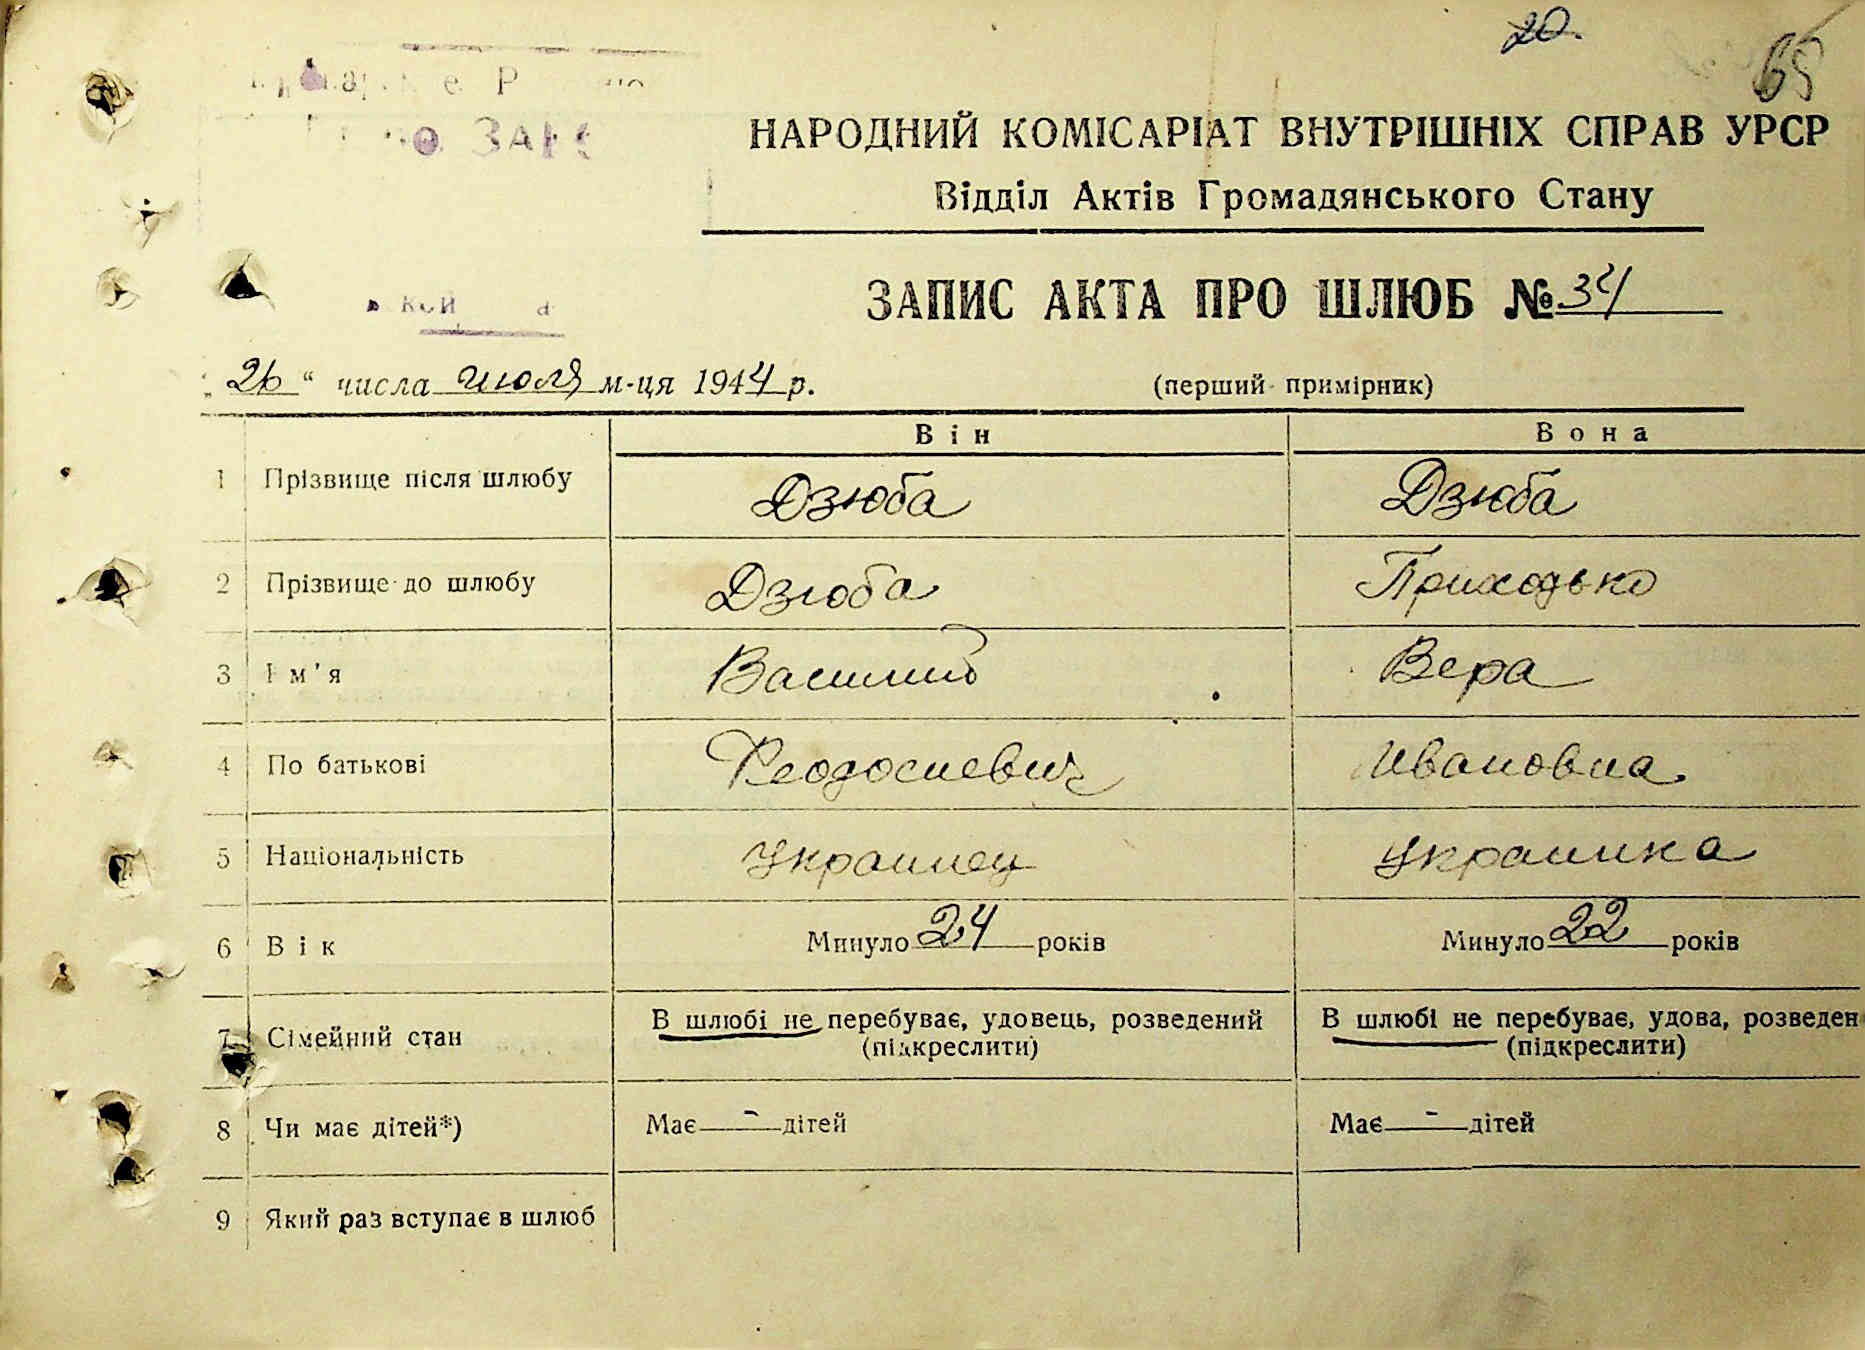 20.
65
НАРОДНИЙ КОМІСАРІАТ ВНУТРІШНІХ СПРАВ УРСР
Відділ Актів Громадянського Стану
ЗАПИС АКТА ПРО ШЛЮБ № 34
„26“ числа июля м-ця 1944 р. (перший примірник)
Він Вона
1 Прізвище після шлюбу Дзюба Дзюба
2 Прізвище до шлюбу Дзюба Приходько
3 Ім'я Василий Вера
4 По батькові Феодосиевич Ивановна
5 Національність Украинец Украинка
6 Вік Минуло 24 років Минуло 22 років
7 Сімейний стан В шлюбі не перебуває, удовець, розведений В шлюбі не перебуває, удова, розведен
(підкреслити) (підкреслити)
8 Чи має дітей*) Має - дітей Має - дітей
9 Який раз вступає в шлюб